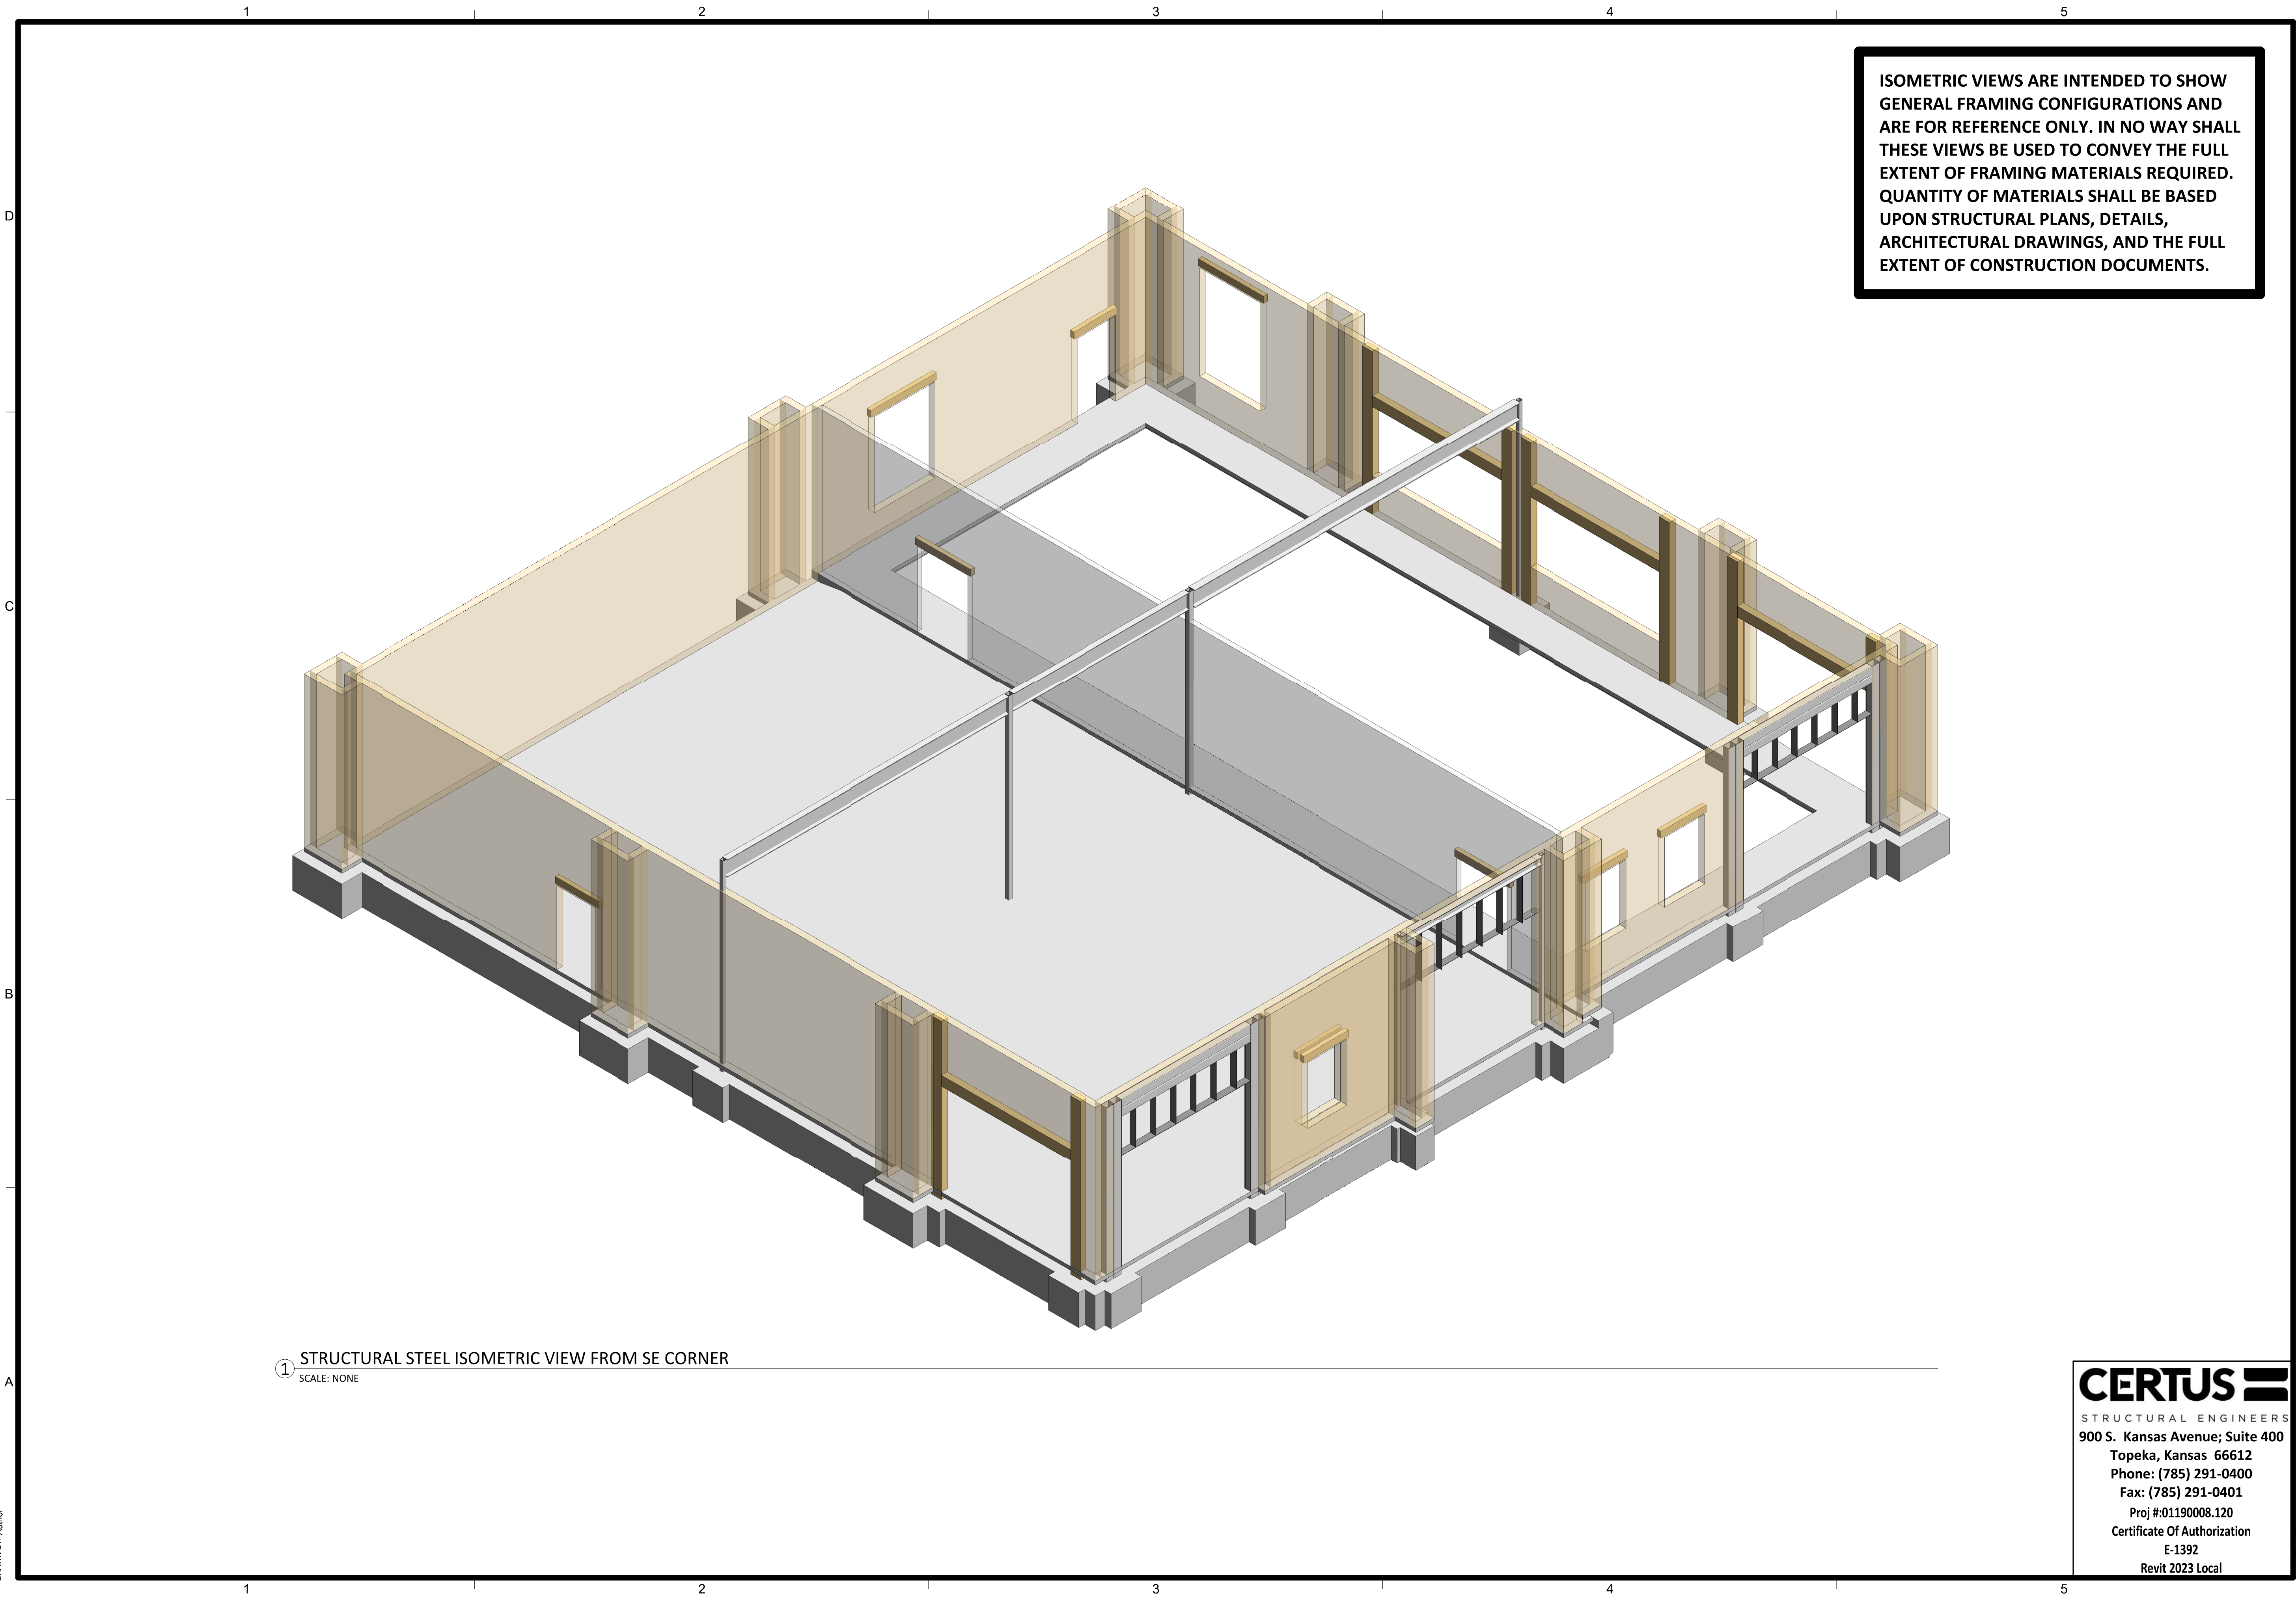 1 2 3 4 5
ISOMETRIC VIEWS ARE INTENDED TO SHOW
GENERAL FRAMING CONFIGURATIONS AND
ARE FOR REFERENCE ONLY. IN NO WAY SHALL
THESE VIEWS BE USED TO CONVEY THE FULL
EXTENT OF FRAMING MATERIALS REQUIRED.
QUANTITY OF MATERIALS SHALL BE BASED
UPON STRUCTURAL PLANS, DETAILS,
ARCHITECTURAL DRAWINGS, AND THE FULL
EXTENT OF CONSTRUCTION DOCUMENTS.
D
C
B
A
1 STRUCTURAL STEEL ISOMETRIC VIEW FROM SE CORNER
SCALE: NONE
CERTUS
STRUCTURAL ENGINEERS
900 S. Kansas Avenue; Suite 400
Topeka, Kansas 66612
Phone: (785) 291-0400
Fax: (785) 291-0401
Proj #:01190008.120
Certificate Of Authorization
E-1392
Revit 2023 Local
1 2 3 4 5